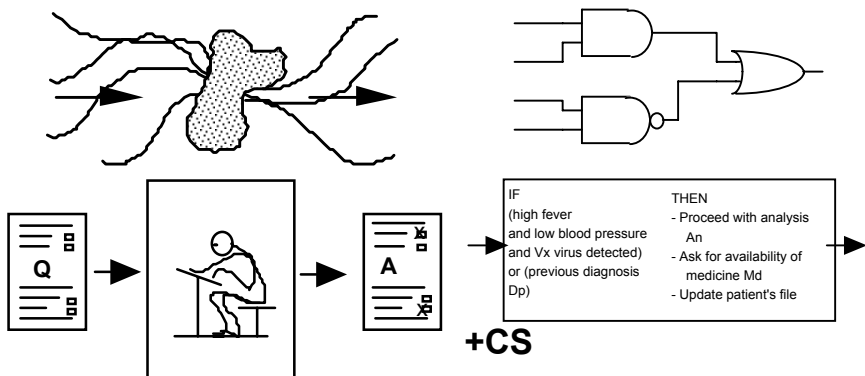 Q
A
X
X
IF
(high fever
and low blood pressure
and Vx virus detected)
or (previous diagnosis
Dp)
THEN
- Proceed with analysis
An
- Ask for availability of
medicine Md
- Update patient's file
+CS